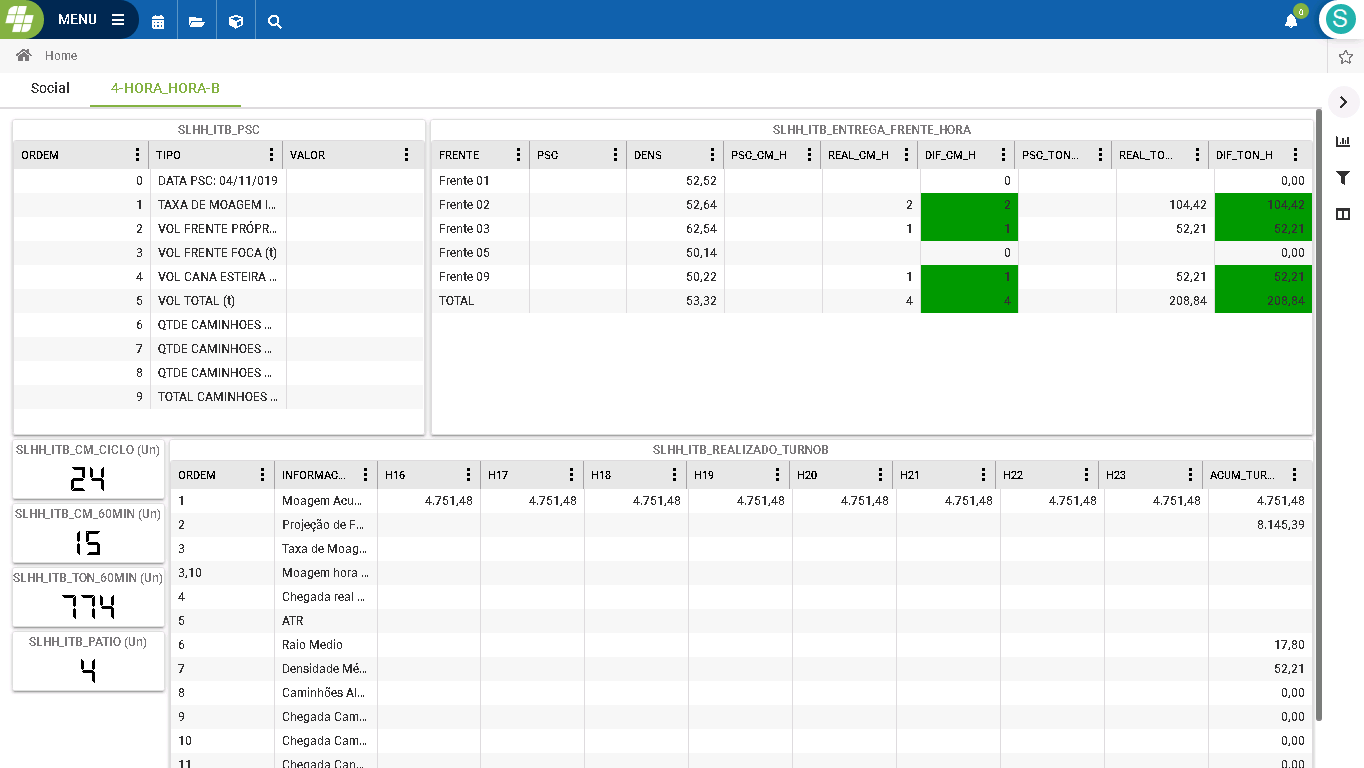 MENU
0
S
Home
Social 4-HORA_HORA-B
SLHH_ITB_PSC
ORDEM TIPO VALOR
0 DATA PSC: 04/11/019
1 TAXA DE MOAGEM I...
2 VOL FRENTE PRÓPR...
3 VOL FRENTE FOCA (t)
4 VOL CANA ESTEIRA ...
5 VOL TOTAL (t)
6 QTDE CAMINHOES ...
7 QTDE CAMINHOES ...
8 QTDE CAMINHOES ...
9 TOTAL CAMINHOES ...
SLHH_ITB_ENTREGA_FRENTE_HORA
FRENTE PSC DENS PSC_CM_H REAL_CM_H DIF_CM_H PSC_TON... REAL_TO... DIF_TON_H
Frente 01 52,52 0 0,00
Frente 02 52,64 2 2 104,42 104,42
Frente 03 62,54 1 1 52,21 52,21
Frente 05 50,14 0 0,00
Frente 09 50,22 1 1 52,21 52,21
TOTAL 53,32 4 4 208,84 208,84
SLHH_ITB_CM_CICLO (Un)
24
SLHH_ITB_CM_60MIN (Un)
15
SLHH_ITB_TON_60MIN (Un)
774
SLHH_ITB_PATIO (Un)
4
SLHH_ITB_REALIZADO_TURNOB
ORDEM INFORMAC... H16 H17 H18 H19 H20 H21 H22 H23 ACUM_TUR...
1 Moagem Acu... 4.751,48 4.751,48 4.751,48 4.751,48 4.751,48 4.751,48 4.751,48 4.751,48 4.751,48
2 Projeção de F... 8.145,39
3 Taxa de Moag...
3,10 Moagem hora ...
4 Chegada real ...
5 ATR
6 Raio Medio 17,80
7 Densidade Mé... 52,21
8 Caminhões Al... 0,00
9 Chegada Cam... 0,00
10 Chegada Cam... 0,00
11 Chegada Can... 0,00